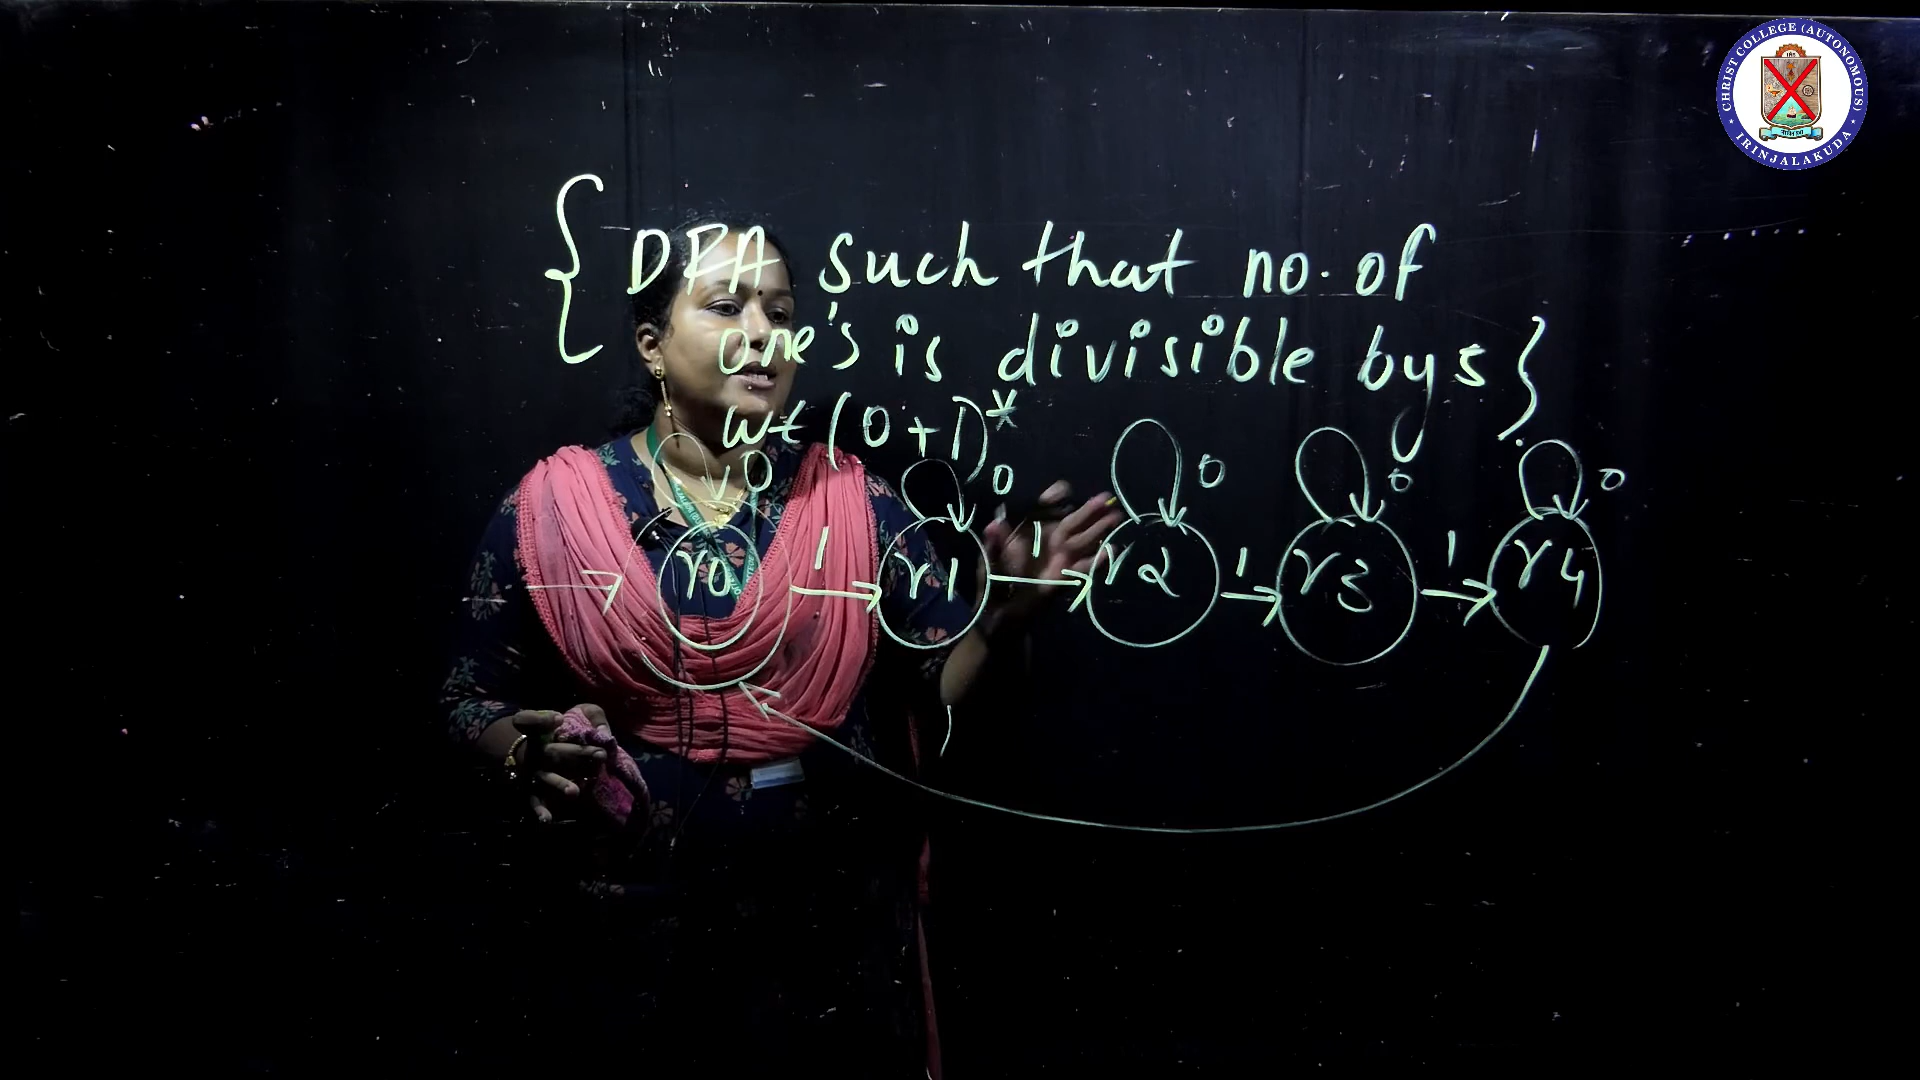 { DFA such that no. of
one's is divisible by 5 }
w ε (0+1)*
0 0 0 0 0
r0 1 r1 1 r2 1 r3 1 r4
CHRIST COLLEGE (AUTONOMOUS)
IRINJALAKUDA